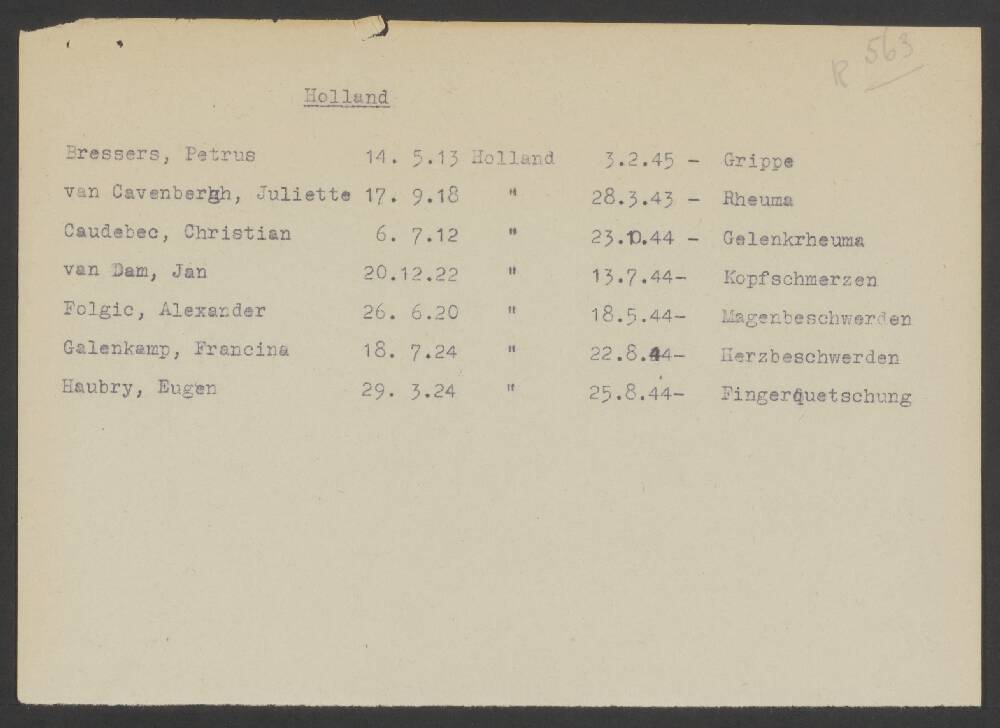 R 563
Holland
Bressers, Petrus 14. 5.13 Holland 3.2.45 - Grippe
van Cavenbergh, Juliette 17. 9.18 " 28.3.43 - Rheuma
Caudebec, Christian 6. 7.12 " 23.10.44 - Gelenkrheuma
van Dam, Jan 20.12.22 " 13.7.44- Kopfschmerzen
Folgic, Alexander 26. 6.20 " 18.5.44- Magenbeschwerden
Galenkamp, Francina 18. 7.24 " 22.8.44- Herzbeschwerden
Haubry, Eugen 29. 3.24 " 25.8.44- Fingerquetschung